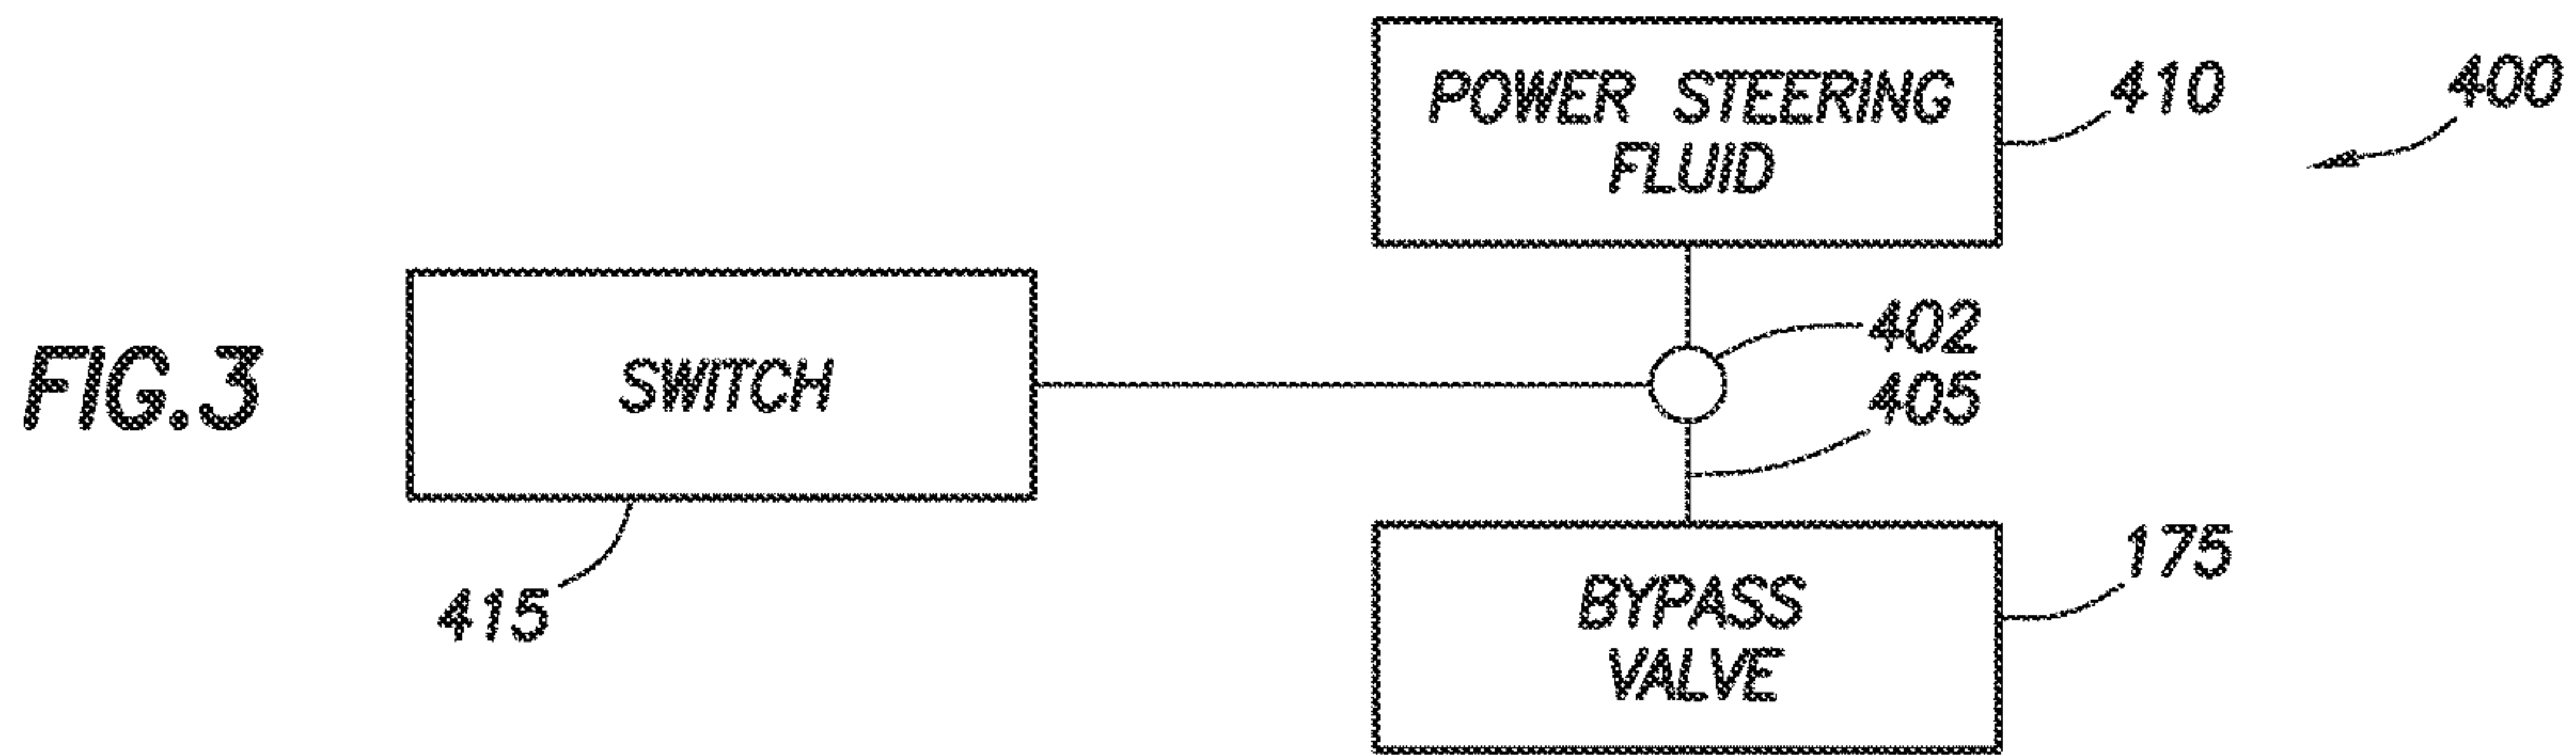 POWER STEERING
FLUID
410
400
FIG.3
SWITCH
402
405
415
BYPASS
VALVE
175